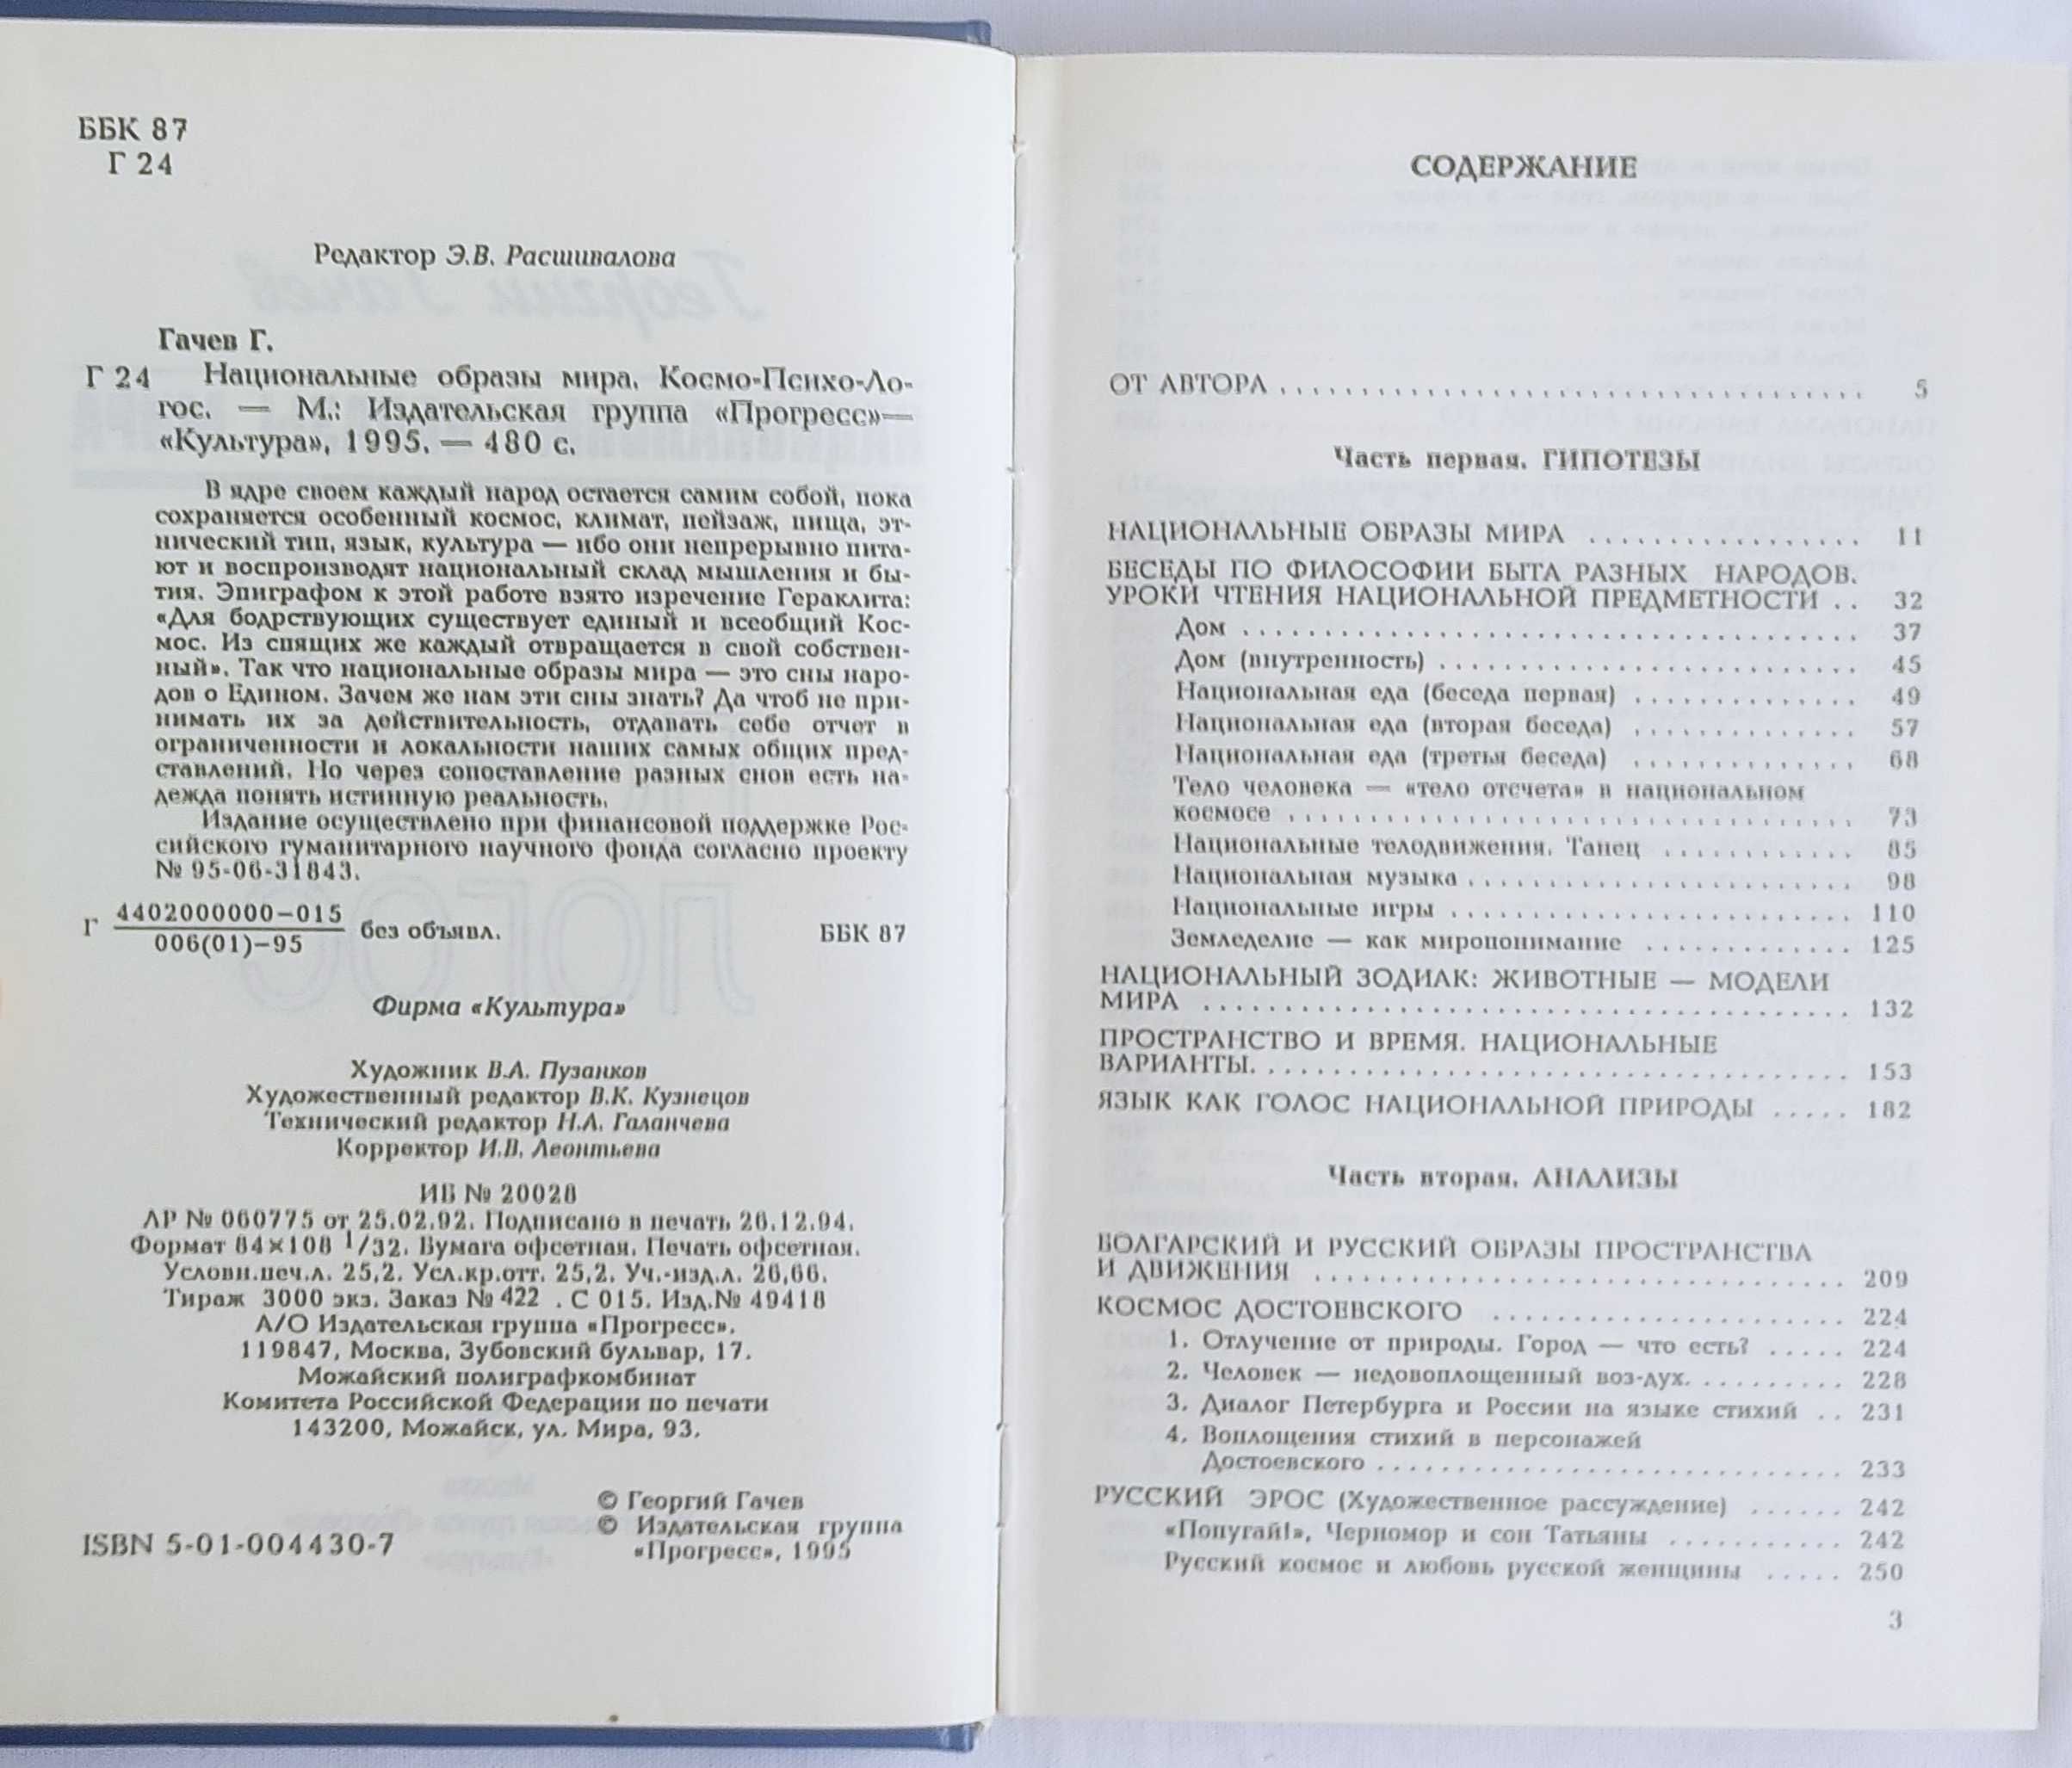 ББК 87
Г 24
Редактор Э.В. Расшивалова
Гачев Г.
Г 24 Национальные образы мира. Космо-Психо-Ло-
гос. — М.: Издательская группа «Прогресс»—
«Культура», 1995. — 480 с.
В ядре своем каждый народ остается самим собой, пока
сохраняется особенный космос, климат, пейзаж, пища, эт-
нический тип, язык, культура — ибо они непрерывно пита-
ют и воспроизводят национальный склад мышления и бы-
тия. Эпиграфом к этой работе взято изречение Гераклита:
«Для бодрствующих существует единый и всеобщий Кос-
мос. Из спящих же каждый отвращается в свой собствен-
ный». Так что национальные образы мира — это сны наро-
дов о Едином. Зачем же нам эти сны знать? Да чтоб не при-
нимать их за действительность, отдавать себе отчет в
ограниченности и локальности наших самых общих пред-
ставлений. Но через сопоставление разных снов есть на-
дежда понять истинную реальность.
Издание осуществлено при финансовой поддержке Рос-
сийского гуманитарного научного фонда согласно проекту
№ 95-06-31843.
Г 4402000000—015
006(01)—95 без объявл. ББК 87
Фирма «Культура»
Художник В.А. Пузанков
Художественный редактор В.К. Кузнецов
Технический редактор Н.А. Галанчева
Корректор И.В. Леонтьева
ИБ № 20028
ЛР № 060775 от 25.02.92. Подписано в печать 26.12.94.
Формат 84×108 1/32. Бумага офсетная. Печать офсетная.
Условн.печ.л. 25,2. Усл.кр.отт. 25,2. Уч.-изд.л. 26,66.
Тираж 3000 экз. Заказ № 422 . С 015. Изд.№ 49418
А/О Издательская группа «Прогресс».
119847, Москва, Зубовский бульвар, 17.
Можайский полиграфкомбинат
Комитета Российской Федерации по печати
143200, Можайск, ул. Мира, 93.
© Георгий Гачев
© Издательская группа
«Прогресс», 1995
ISBN 5-01-004430-7
СОДЕРЖАНИЕ
ОТ АВТОРА . . . . . . . . . . 5
Часть первая. ГИПОТЕЗЫ
НАЦИОНАЛЬНЫЕ ОБРАЗЫ МИРА . . . . . . . . . . 11
БЕСЕДЫ ПО ФИЛОСОФИИ БЫТА РАЗНЫХ НАРОДОВ.
УРОКИ ЧТЕНИЯ НАЦИОНАЛЬНОЙ ПРЕДМЕТНОСТИ . . 32
Дом . . . . . . . . . . 37
Дом (внутренность) . . . . . . . . . . 45
Национальная еда (беседа первая) . . . . . . . . . . 49
Национальная еда (вторая беседа) . . . . . . . . . . 57
Национальная еда (третья беседа) . . . . . . . . . . 68
Тело человека — «тело отсчета» в национальном
космосе . . . . . . . . . . 73
Национальные телодвижения. Танец . . . . . . . . . . 85
Национальная музыка . . . . . . . . . . 98
Национальные игры . . . . . . . . . . 110
Земледелие — как миропонимание . . . . . . . . . . 125
НАЦИОНАЛЬНЫЙ ЗОДИАК: ЖИВОТНЫЕ — МОДЕЛИ
МИРА . . . . . . . . . . 132
ПРОСТРАНСТВО И ВРЕМЯ. НАЦИОНАЛЬНЫЕ
ВАРИАНТЫ. . . . . . . . . . . 153
ЯЗЫК КАК ГОЛОС НАЦИОНАЛЬНОЙ ПРИРОДЫ . . . . . 182
Часть вторая. АНАЛИЗЫ
БОЛГАРСКИЙ И РУССКИЙ ОБРАЗЫ ПРОСТРАНСТВА
И ДВИЖЕНИЯ . . . . . . . . . . 209
КОСМОС ДОСТОЕВСКОГО . . . . . . . . . . 224
1. Отлучение от природы. Город — что есть? . . . . . 224
2. Человек — недовоплощенный воз-дух. . . . . . . . . . 228
3. Диалог Петербурга и России на языке стихий . . 231
4. Воплощения стихий в персонажей
Достоевского . . . . . . . . . . 233
РУССКИЙ ЭРОС (Художественное рассуждение) . . . . . . 242
«Попугай!», Черномор и сон Татьяны . . . . . . . . . . 242
Русский космос и любовь русской женщины . . . . . 250
3